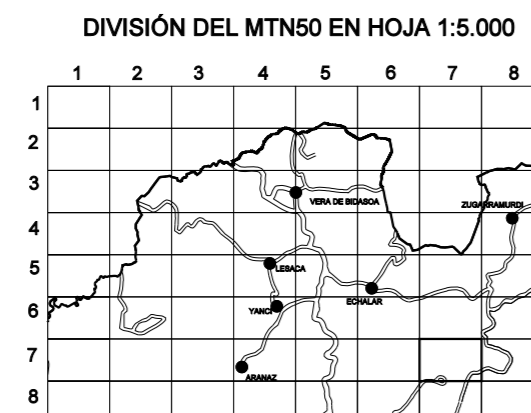 DIVISIÓN DEL MTN50 EN HOJA 1:5.000
1 2 3 4 5 6 7 8
1
2
3
VERA DE BIDASOA
ZUGARRAMURDI
4
5
LESACA
ECHALAR
6
YANCI
7
ARANAZ
8